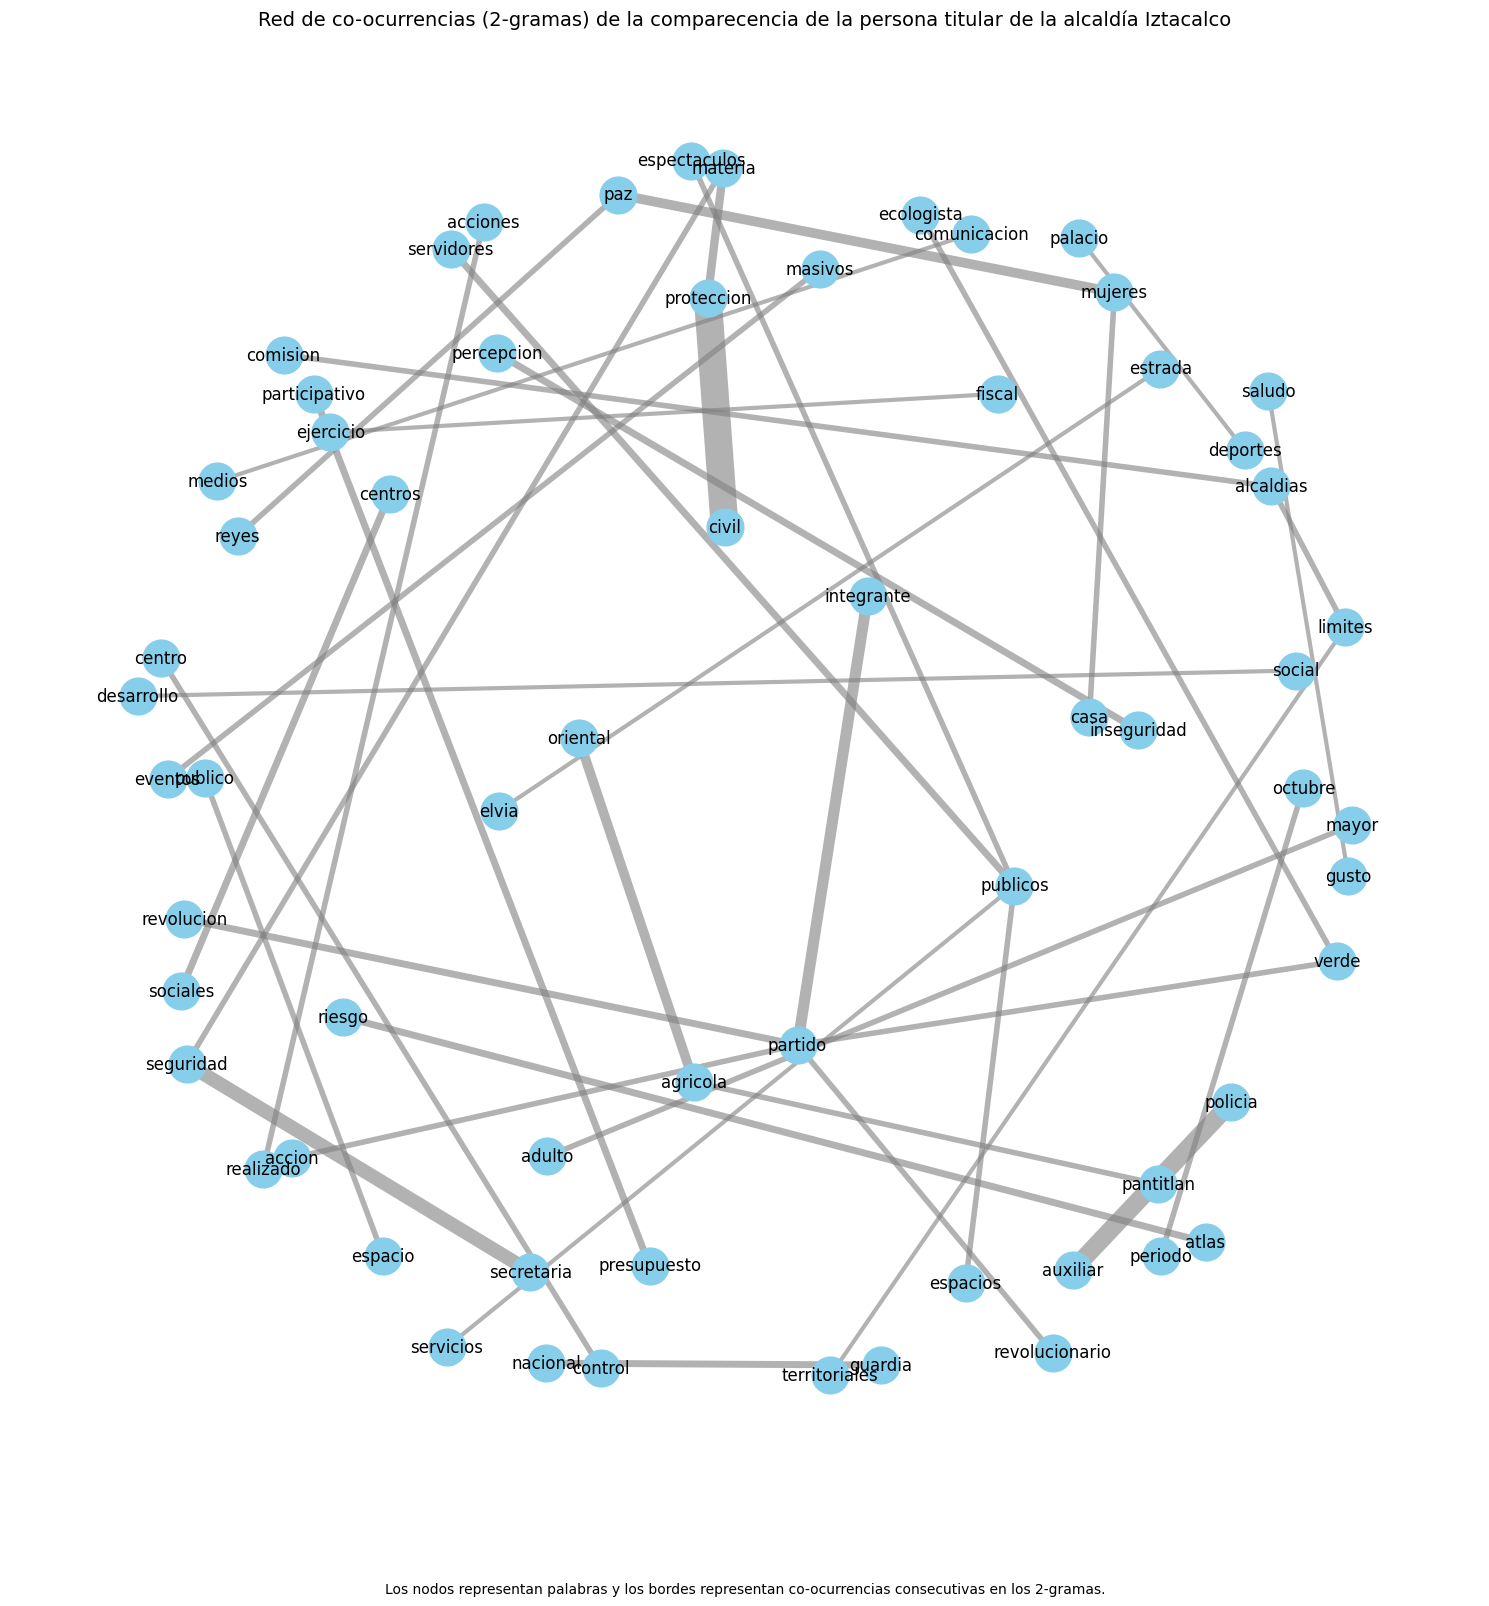 Red de co-ocurrencias (2-gramas) de la comparecencia de la persona titular de la alcaldía Iztacalco
espectaculos
materia
paz
acciones
ecologista
servidores
comunicacion
palacio
masivos
mujeres
proteccion
percepcion
comision
estrada
participativo
fiscal
saludo
ejercicio
deportes
medios
alcaldias
centros
reyes
civil
integrante
limites
centro
social
desarrollo
casa
inseguridad
oriental
eventos
publico
octubre
elvia
mayor
gusto
publicos
revolucion
verde
sociales
riesgo
partido
seguridad
agricola
policia
adulto
accion
realizado
pantitlan
atlas
espacio
periodo
presupuesto
auxiliar
secretaria
espacios
servicios
revolucionario
nacional
control
guardia
territoriales
Los nodos representan palabras y los bordes representan co-ocurrencias consecutivas en los 2-gramas.